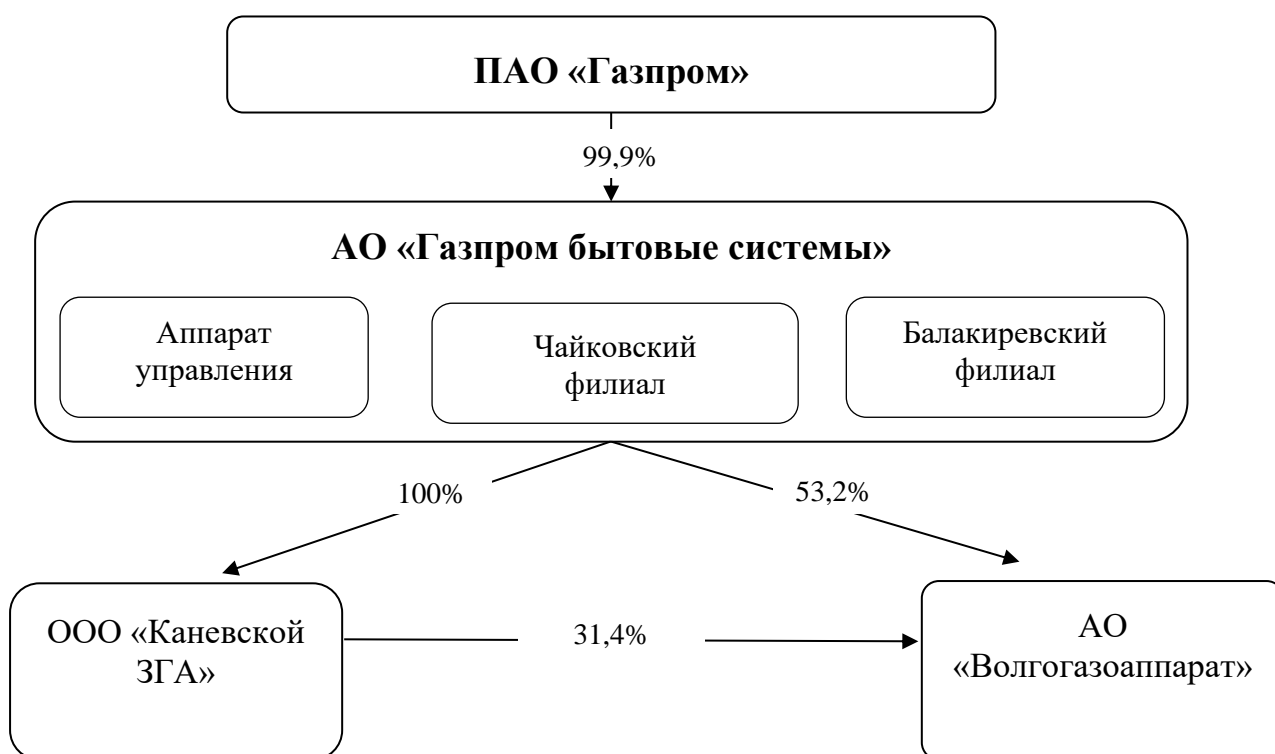 ПАО «Газпром»
99,9%
АО «Газпром бытовые системы»
Аппарат
управления
Чайковский
филиал
Балакиревский
филиал
100%
53,2%
ООО «Каневской
ЗГА»
31,4%
АО
«Волгогазоаппарат»